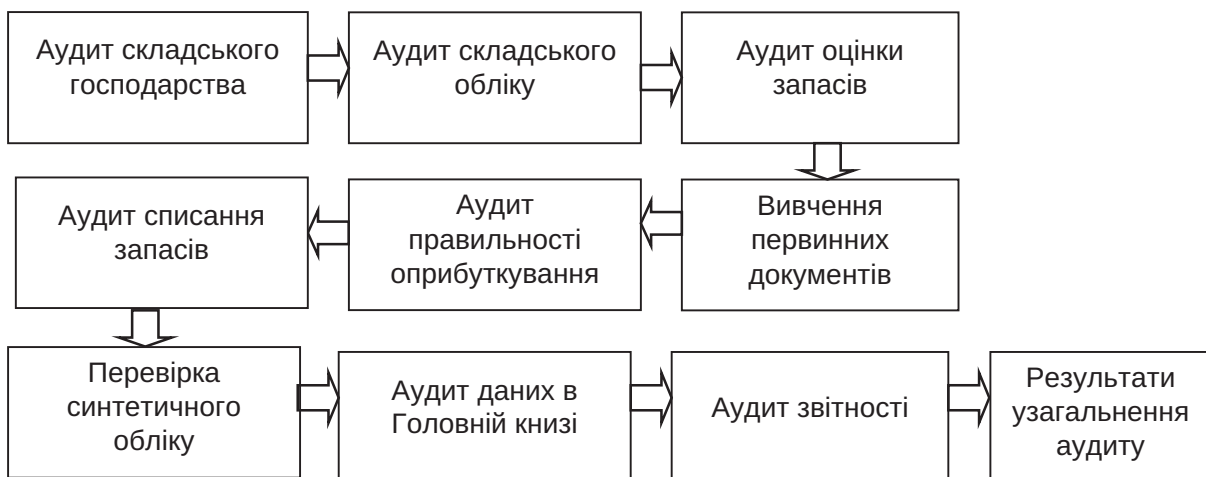 Аудит складського
господарства
Аудит складського
обліку
Аудит оцінки
запасів
Вивчення
первинних
документів
Аудит
правильності
оприбуткування
Аудит списання
запасів
Перевірка
синтетичного
обліку
Аудит даних в
Головній книзі
Аудит звітності
Результати
узагальнення
аудиту